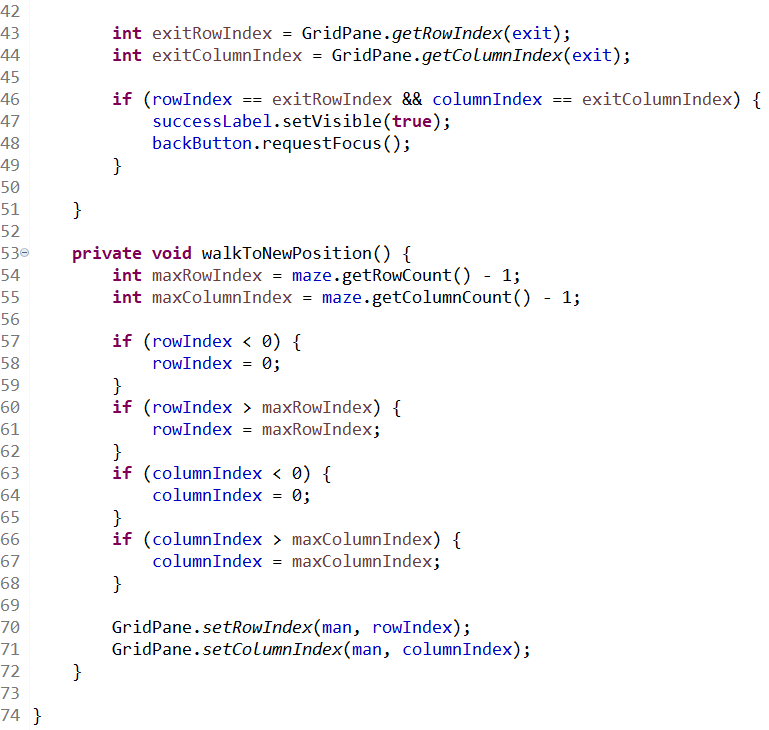 42
43         int exitRowIndex = GridPane.getRowIndex(exit);
44         int exitColumnIndex = GridPane.getColumnIndex(exit);
45
46         if (rowIndex == exitRowIndex && columnIndex == exitColumnIndex) {
47             successLabel.setVisible(true);
48             backButton.requestFocus();
49         }
50
51     }
52
53     private void walkToNewPosition() {
54         int maxRowIndex = maze.getRowCount() - 1;
55         int maxColumnIndex = maze.getColumnCount() - 1;
56
57         if (rowIndex < 0) {
58             rowIndex = 0;
59         }
60         if (rowIndex > maxRowIndex) {
61             rowIndex = maxRowIndex;
62         }
63         if (columnIndex < 0) {
64             columnIndex = 0;
65         }
66         if (columnIndex > maxColumnIndex) {
67             columnIndex = maxColumnIndex;
68         }
69
70         GridPane.setRowIndex(man, rowIndex);
71         GridPane.setColumnIndex(man, columnIndex);
72     }
73
74 }